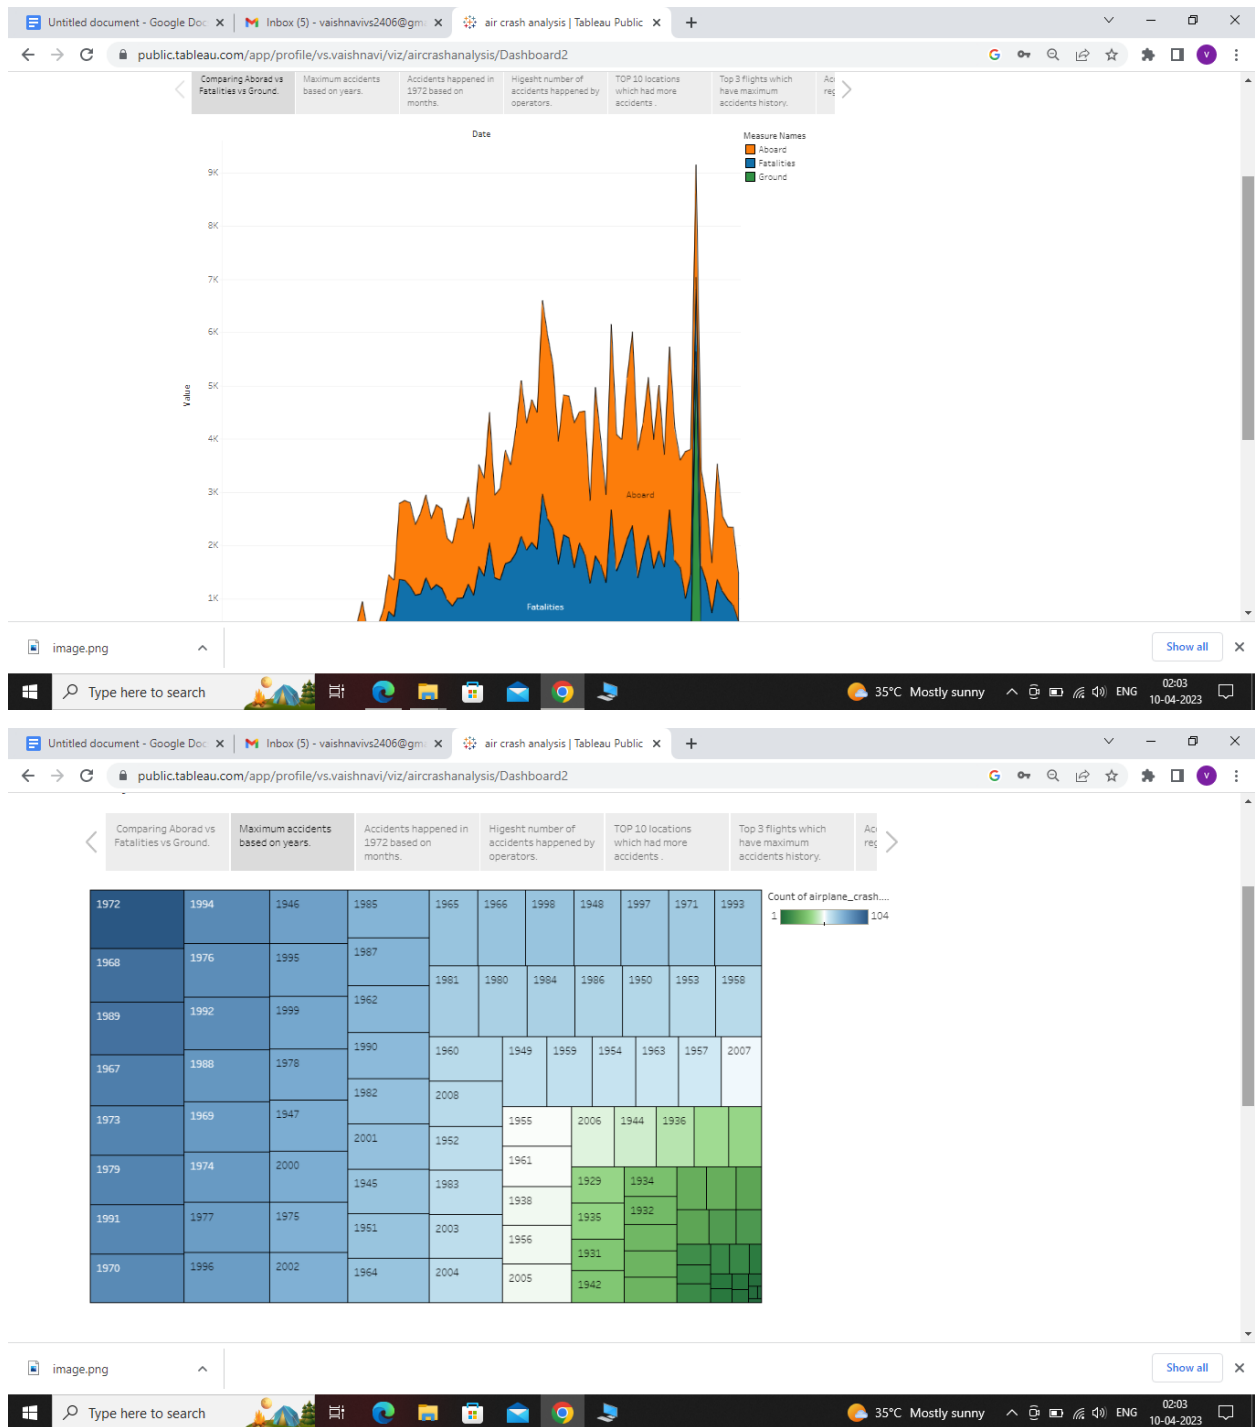 Untitled document - Google Doc
Inbox (5) - vaishnavivs2406@gm
air crash analysis | Tableau Public
public.tableau.com/app/profile/vs.vaishnavi/viz/aircrashanalysis/Dashboard2
Comparing Aborad vs
Fatalities vs Ground.
Maximum accidents
based on years.
Accidents happened in
1972 based on
months.
Higesht number of
accidents happened by
operators.
TOP 10 locations
which had more
accidents .
Top 3 flights which
have maximum
accidents history.
Acc
reg
Date
Measure Names
Aboard
Fatalities
Ground
9K
8K
7K
6K
5K
4K
3K
2K
1K
Value
Aboard
Fatalities
image.png
Show all
Type here to search
35°C Mostly sunny
ENG
02:03
10-04-2023
Untitled document - Google Doc
Inbox (5) - vaishnavivs2406@gm
air crash analysis | Tableau Public
public.tableau.com/app/profile/vs.vaishnavi/viz/aircrashanalysis/Dashboard2
Comparing Aborad vs
Fatalities vs Ground.
Maximum accidents
based on years.
Accidents happened in
1972 based on
months.
Higesht number of
accidents happened by
operators.
TOP 10 locations
which had more
accidents .
Top 3 flights which
have maximum
accidents history.
Acc
reg
Count of airplane_crash....
1 104
1972 1994 1946 1985 1965 1966 1998 1948 1997 1971 1993
1968 1976 1995 1987 1981 1980 1984 1986 1950 1953 1958
1989 1992 1999 1962
1967 1988 1978 1990 1960 1949 1959 1954 1963 1957 2007
1973 1969 1947 1982 2008 1955 2006 1944 1936
1979 1974 2000 2001 1952 1961 1929 1934
1991 1977 1975 1945 1983 1938 1935 1932
1970 1996 2002 1951 2003 1956 1931
1964 2004 2005 1942
image.png
Show all
Type here to search
35°C Mostly sunny
ENG
02:03
10-04-2023